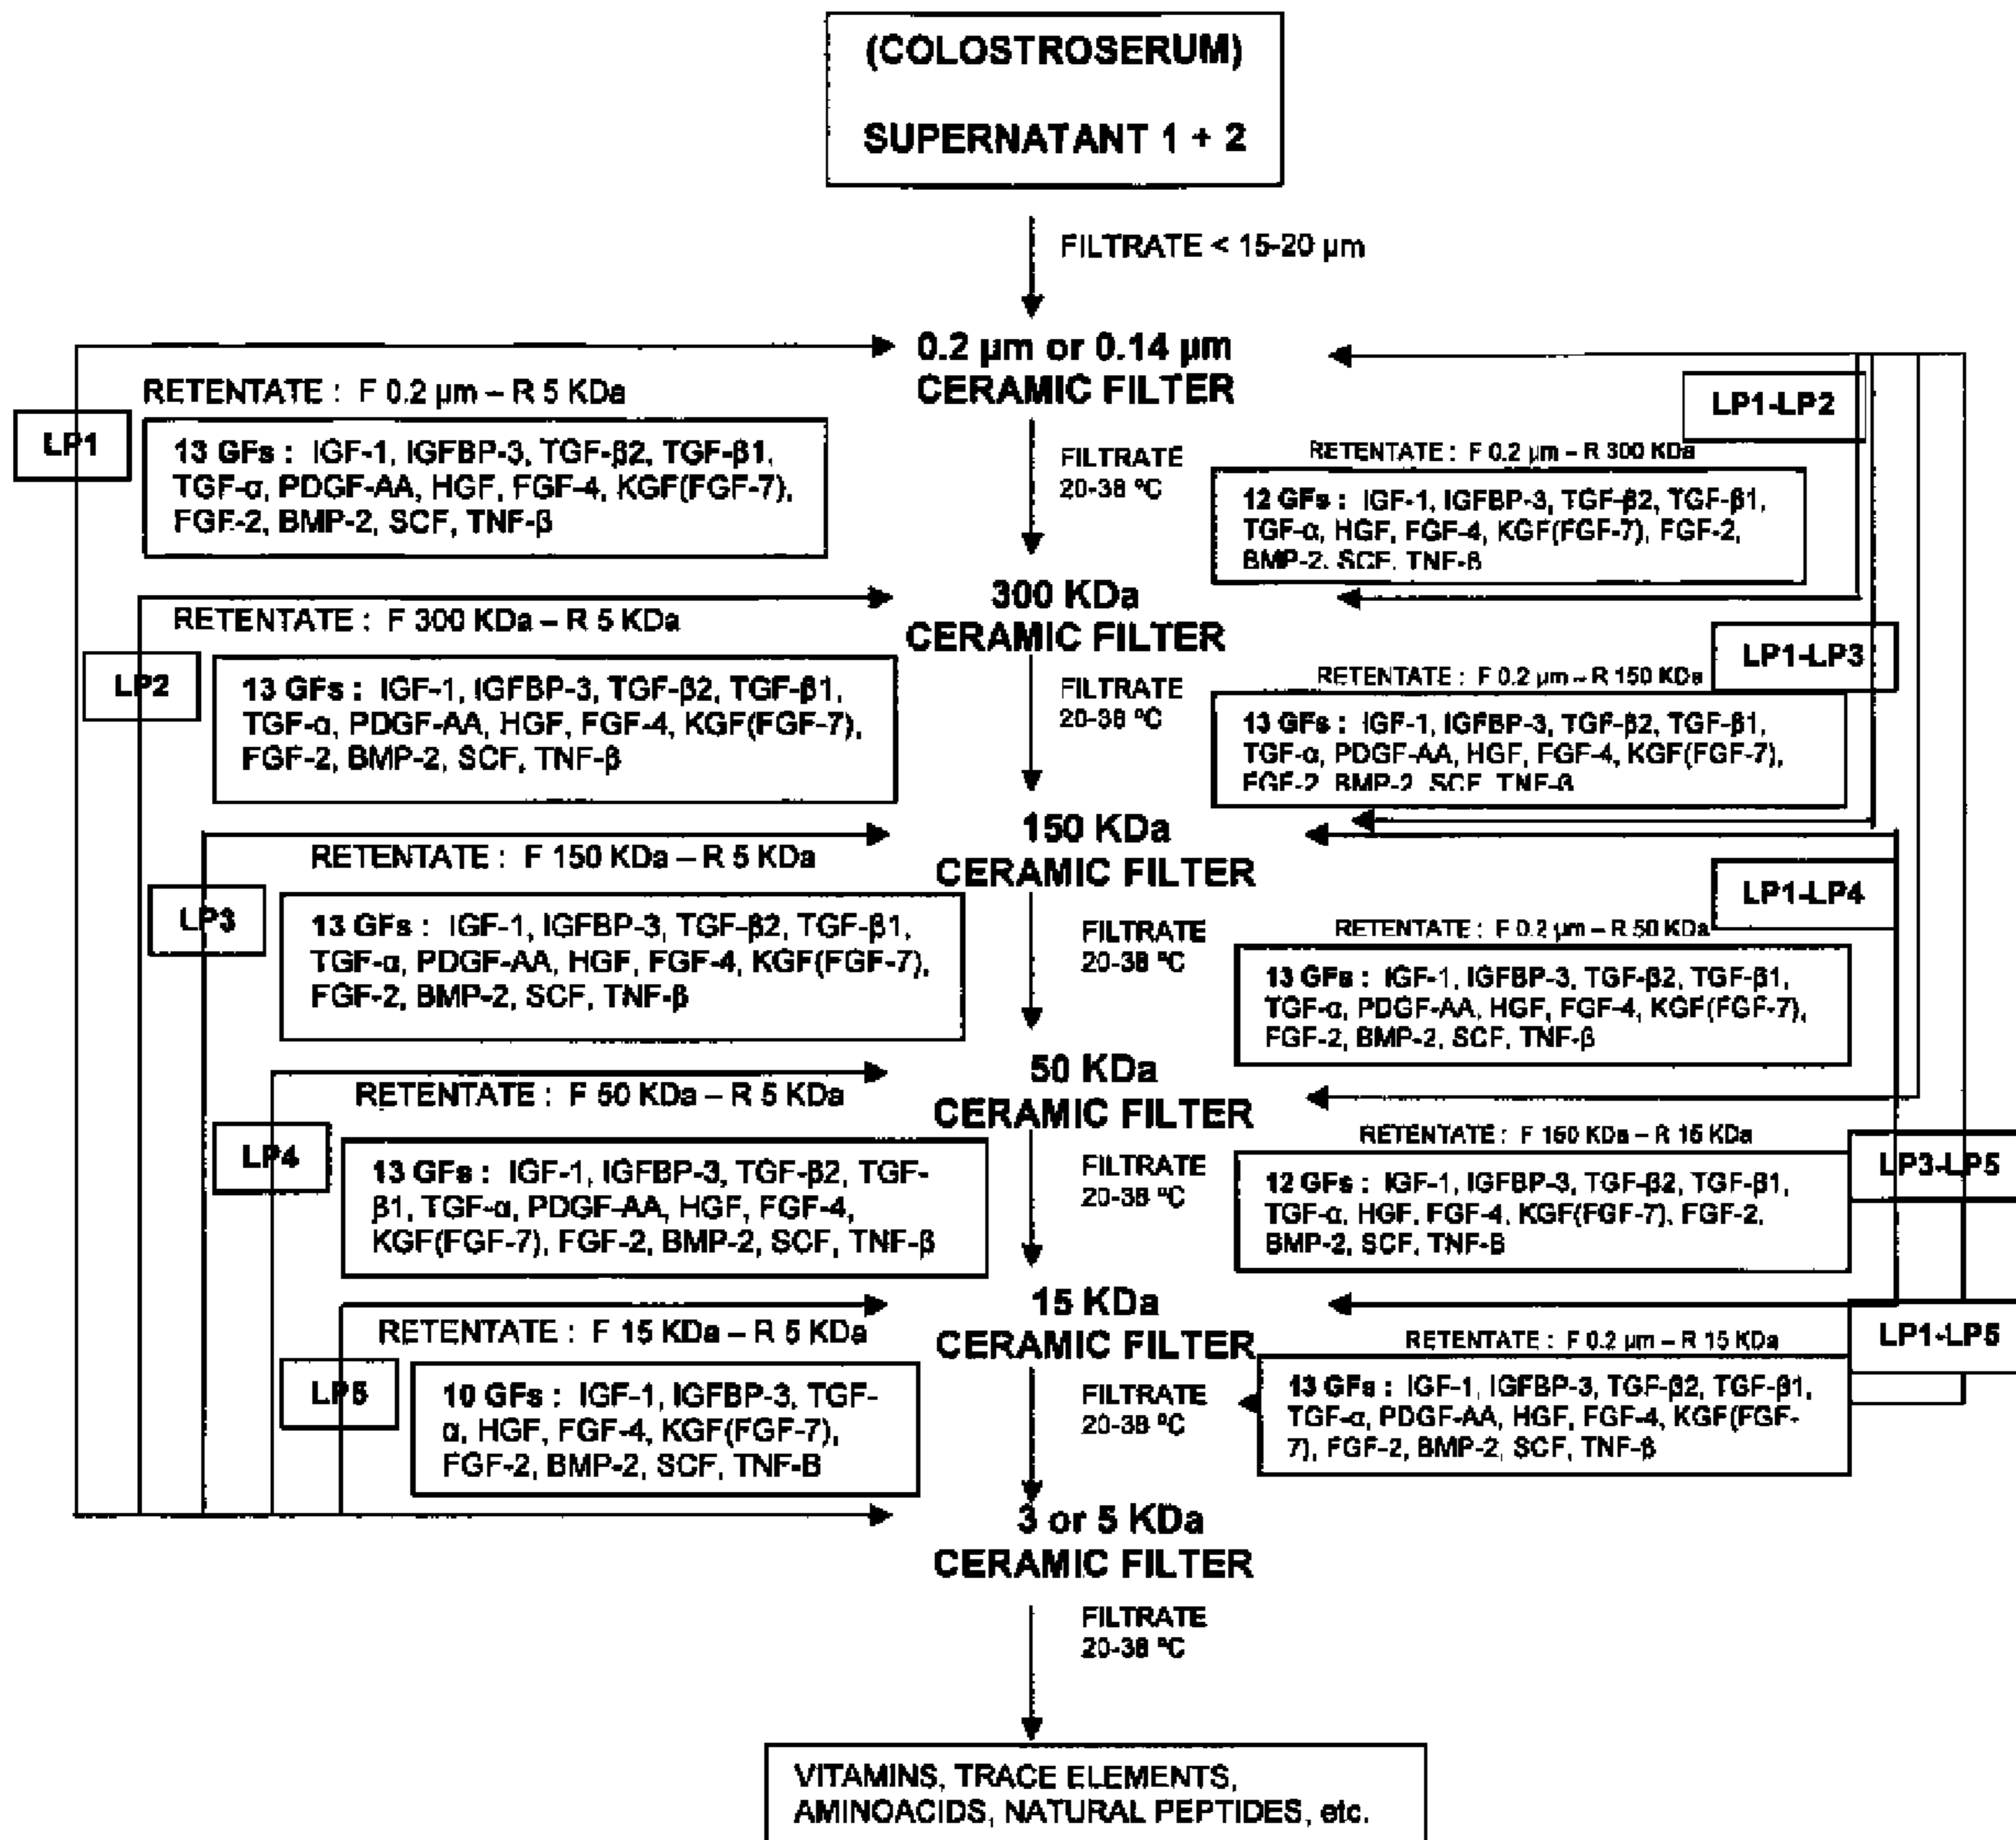 (COLOSTROSERUM)
SUPERNATANT 1 + 2
FILTRATE < 15-20 µm
0.2 µm or 0.14 µm
CERAMIC FILTER
RETENTATE : F 0.2 µm – R 5 KDa
LP1
13 GFs : IGF-1, IGFBP-3, TGF-β2, TGF-β1,
TGF-α, PDGF-AA, HGF, FGF-4, KGF(FGF-7),
FGF-2, BMP-2, SCF, TNF-β
FILTRATE
20-38 ºC
LP1-LP2
RETENTATE : F 0.2 µm – R 300 KDa
12 GFs : IGF-1, IGFBP-3, TGF-β2, TGF-β1,
TGF-α, HGF, FGF-4, KGF(FGF-7), FGF-2,
BMP-2, SCF, TNF-B
300 KDa
CERAMIC FILTER
RETENTATE : F 300 KDa – R 5 KDa
LP2
13 GFs : IGF-1, IGFBP-3, TGF-β2, TGF-β1,
TGF-α, PDGF-AA, HGF, FGF-4, KGF(FGF-7),
FGF-2, BMP-2, SCF, TNF-β
FILTRATE
20-38 ºC
LP1-LP3
RETENTATE : F 0.2 µm – R 150 KDa
13 GFs : IGF-1, IGFBP-3, TGF-β2, TGF-β1,
TGF-α, PDGF-AA, HGF, FGF-4, KGF(FGF-7),
FGF-2, BMP-2, SCF, TNF-β
150 KDa
CERAMIC FILTER
RETENTATE : F 150 KDa – R 5 KDa
LP3
13 GFs : IGF-1, IGFBP-3, TGF-β2, TGF-β1,
TGF-α, PDGF-AA, HGF, FGF-4, KGF(FGF-7),
FGF-2, BMP-2, SCF, TNF-β
FILTRATE
20-38 ºC
LP1-LP4
RETENTATE : F 0.2 µm – R 50 KDa
13 GFs : IGF-1, IGFBP-3, TGF-β2, TGF-β1,
TGF-α, PDGF-AA, HGF, FGF-4, KGF(FGF-7),
FGF-2, BMP-2, SCF, TNF-β
50 KDa
CERAMIC FILTER
RETENTATE : F 50 KDa – R 5 KDa
LP4
13 GFs : IGF-1, IGFBP-3, TGF-β2, TGF-
β1, TGF-α, PDGF-AA, HGF, FGF-4,
KGF(FGF-7), FGF-2, BMP-2, SCF, TNF-β
FILTRATE
20-38 ºC
RETENTATE : F 150 KDa – R 15 KDa
LP3-LP5
12 GFs : IGF-1, IGFBP-3, TGF-β2, TGF-β1,
TGF-α, HGF, FGF-4, KGF(FGF-7), FGF-2,
BMP-2, SCF, TNF-B
15 KDa
CERAMIC FILTER
RETENTATE : F 15 KDa – R 5 KDa
LP5
10 GFs : IGF-1, IGFBP-3, TGF-
α, HGF, FGF-4, KGF(FGF-7),
FGF-2, BMP-2, SCF, TNF-B
FILTRATE
20-38 ºC
LP1-LP5
RETENTATE : F 0.2 µm – R 15 KDa
13 GFs : IGF-1, IGFBP-3, TGF-β2, TGF-β1,
TGF-α, PDGF-AA, HGF, FGF-4, KGF(FGF-
7), FGF-2, BMP-2, SCF, TNF-β
3 or 5 KDa
CERAMIC FILTER
FILTRATE
20-38 ºC
VITAMINS, TRACE ELEMENTS,
AMINOACIDS, NATURAL PEPTIDES, etc.